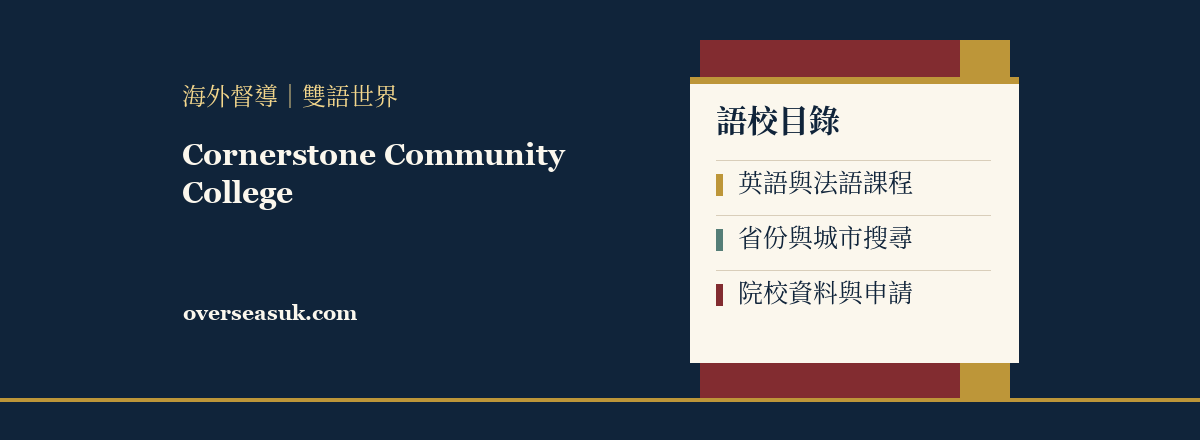 海外督導｜雙語世界
Cornerstone Community
College
overseasuk.com
語校目錄
英語與法語課程
省份與城市搜尋
院校資料與申請